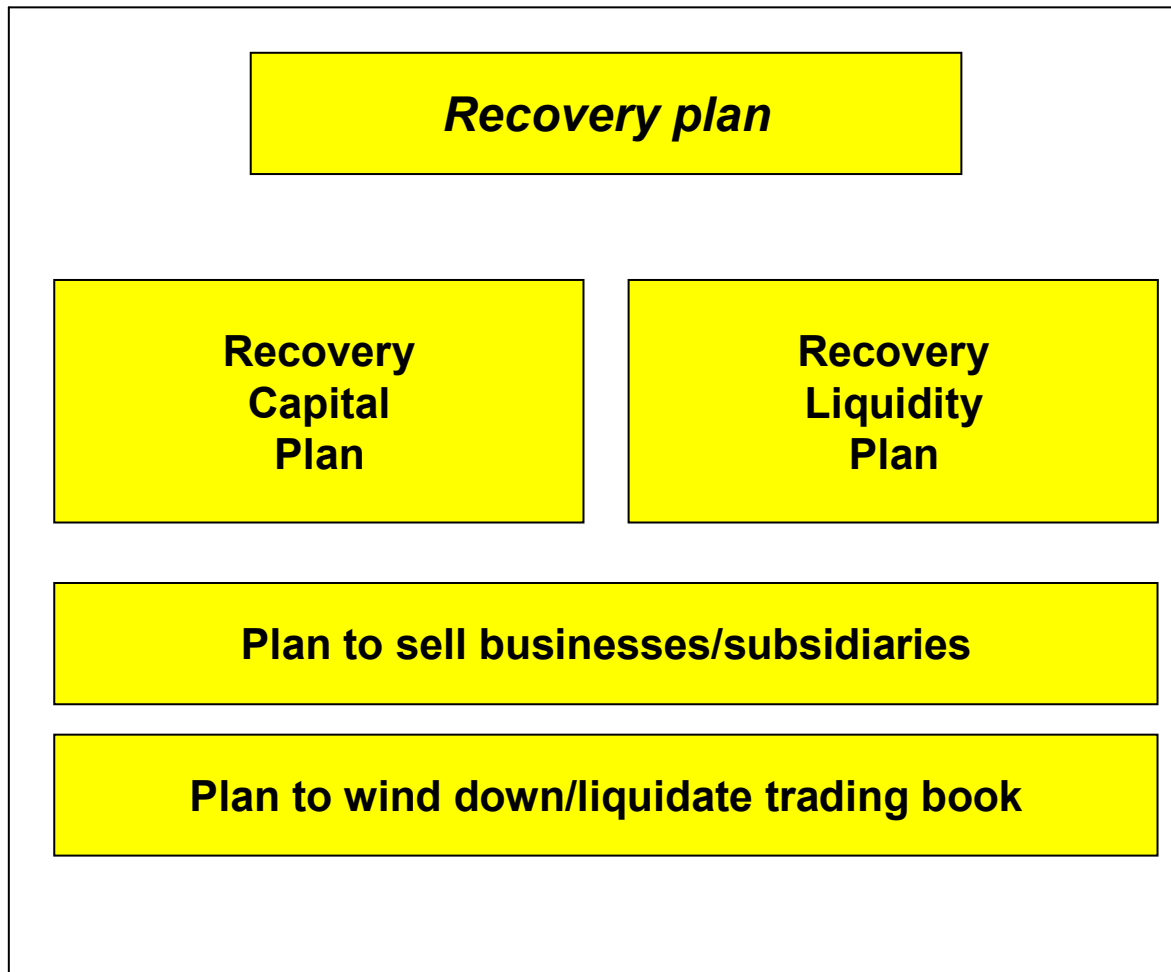 Recovery plan
Recovery
Capital
Plan
Recovery
Liquidity
Plan
Plan to sell businesses/subsidiaries
Plan to wind down/liquidate trading book